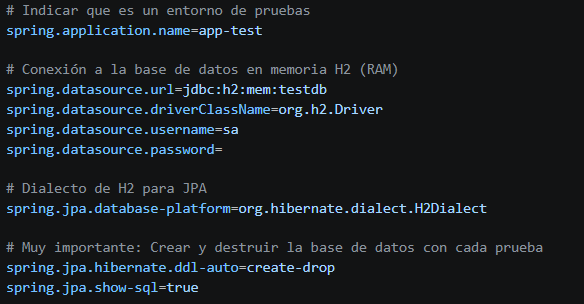 # Indicar que es un entorno de pruebas
spring.application.name=app-test
# Conexión a la base de datos en memoria H2 (RAM)
spring.datasource.url=jdbc:h2:mem:testdb
spring.datasource.driverClassName=org.h2.Driver
spring.datasource.username=sa
spring.datasource.password=
# Dialecto de H2 para JPA
spring.jpa.database-platform=org.hibernate.dialect.H2Dialect
# Muy importante: Crear y destruir la base de datos con cada prueba
spring.jpa.hibernate.ddl-auto=create-drop
spring.jpa.show-sql=true